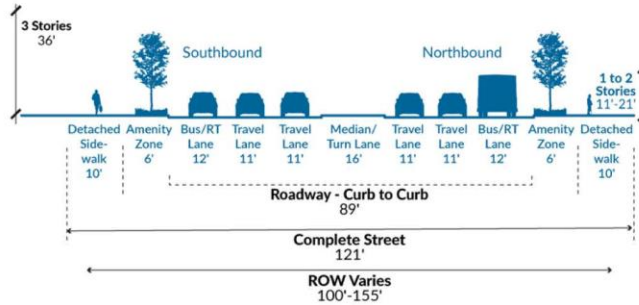 3 Stories
36'
Southbound
Northbound
1 to 2
Stories
11'-21'
Detached
Side-
walk
10'
Amenity
Zone
6'
Bus/RT
Lane
12'
Travel
Lane
11'
Travel
Lane
11'
Median/
Turn Lane
16'
Travel
Lane
11'
Travel
Lane
11'
Bus/RT
Lane
12'
Amenity
Zone
6'
Detached
Side-
walk
10'
Roadway - Curb to Curb
89'
Complete Street
121'
ROW Varies
100'-155'